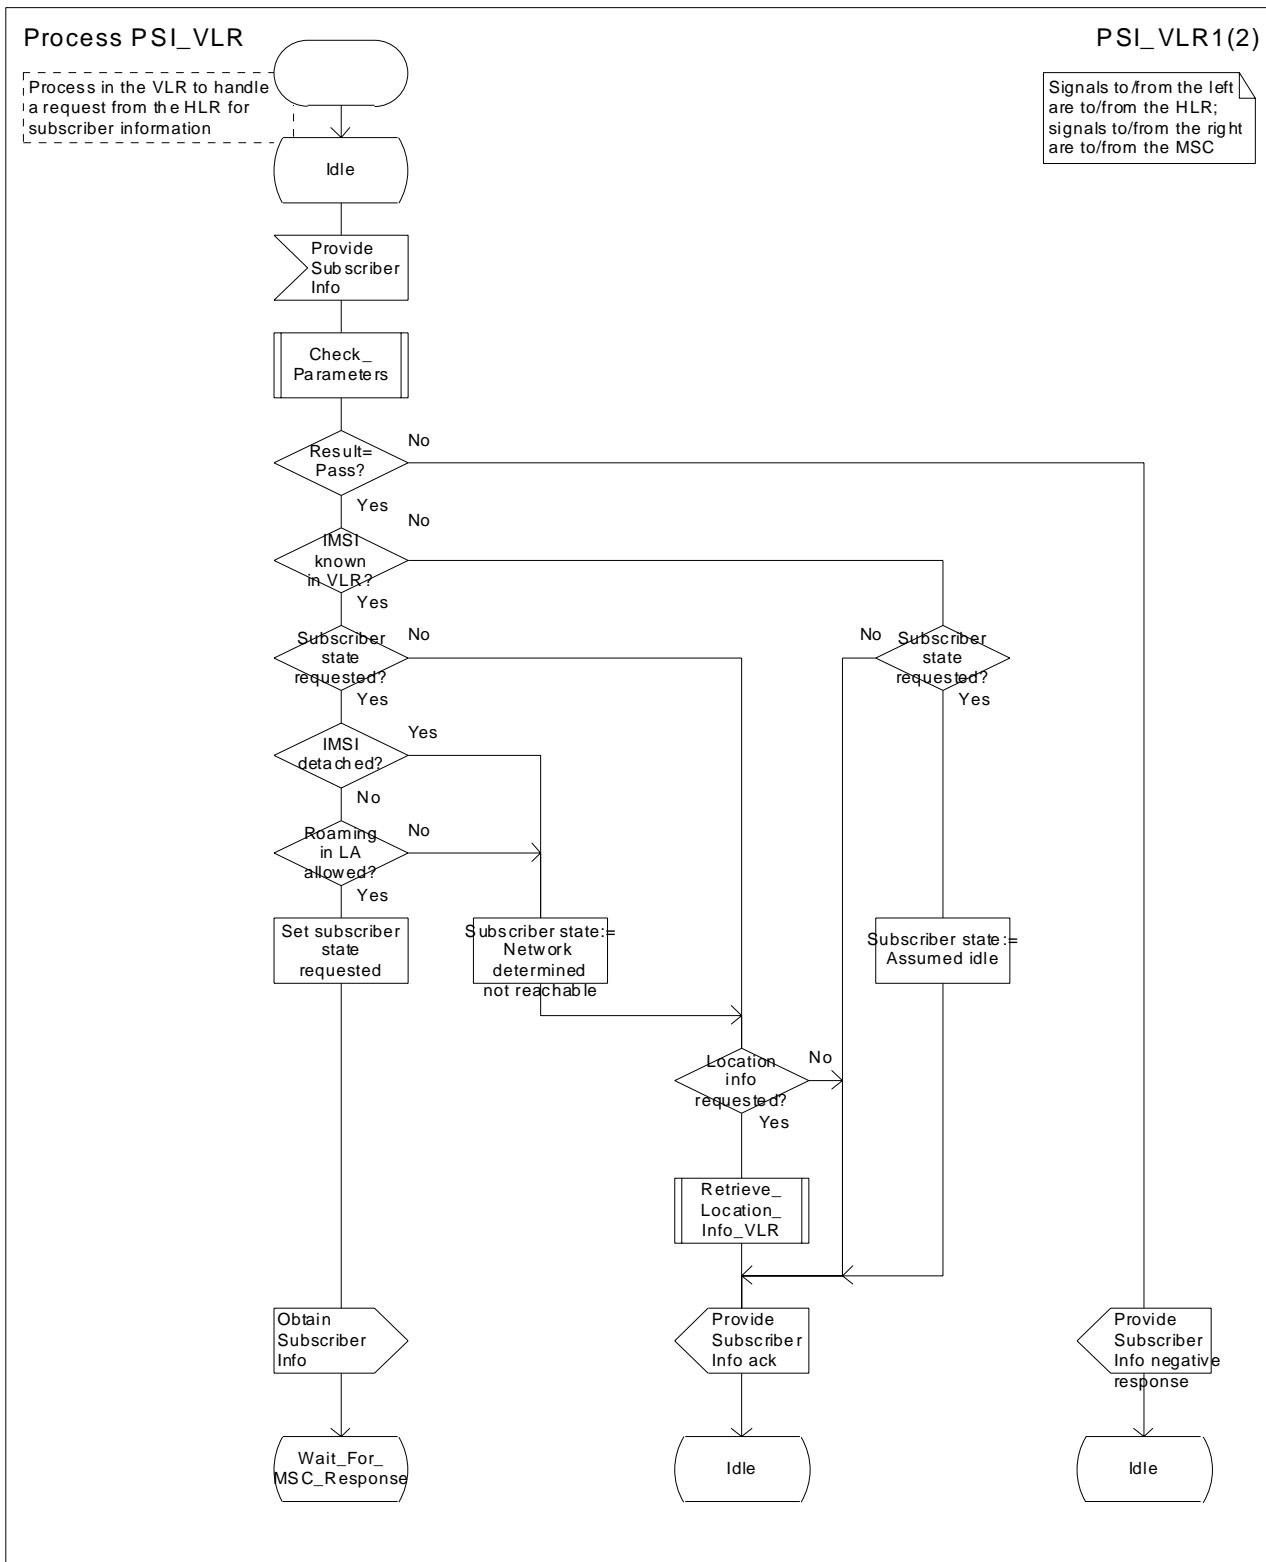 Process PSI_VLR
PSI_VLR1(2)
Process in the VLR to handle
a request from the HLR for
subscriber information
Signals to/from the left
are to/from the HLR;
signals to/from the right
are to/from the MSC
Idle
Provide
Subscriber
Info
Check_
Parameters
Result=
Pass?
No
Yes
IMSI
known
in VLR?
No
Yes
Subscriber
state
requested?
No
Yes
No
Subscriber
state
requested?
Yes
IMSI
detached?
Yes
No
Roaming
in LA
allowed?
No
Yes
Set subscriber
state
requested
Subscriber state:=
Network
determined
not reachable
Subscriber state:=
Assumed idle
Location
info
requested?
No
Yes
Retrieve_
Location_
Info_VLR
Obtain
Subscriber
Info
Provide
Subscriber
Info ack
Provide
Subscriber
Info negative
response
Wait_For_
MSC_Response
Idle
Idle